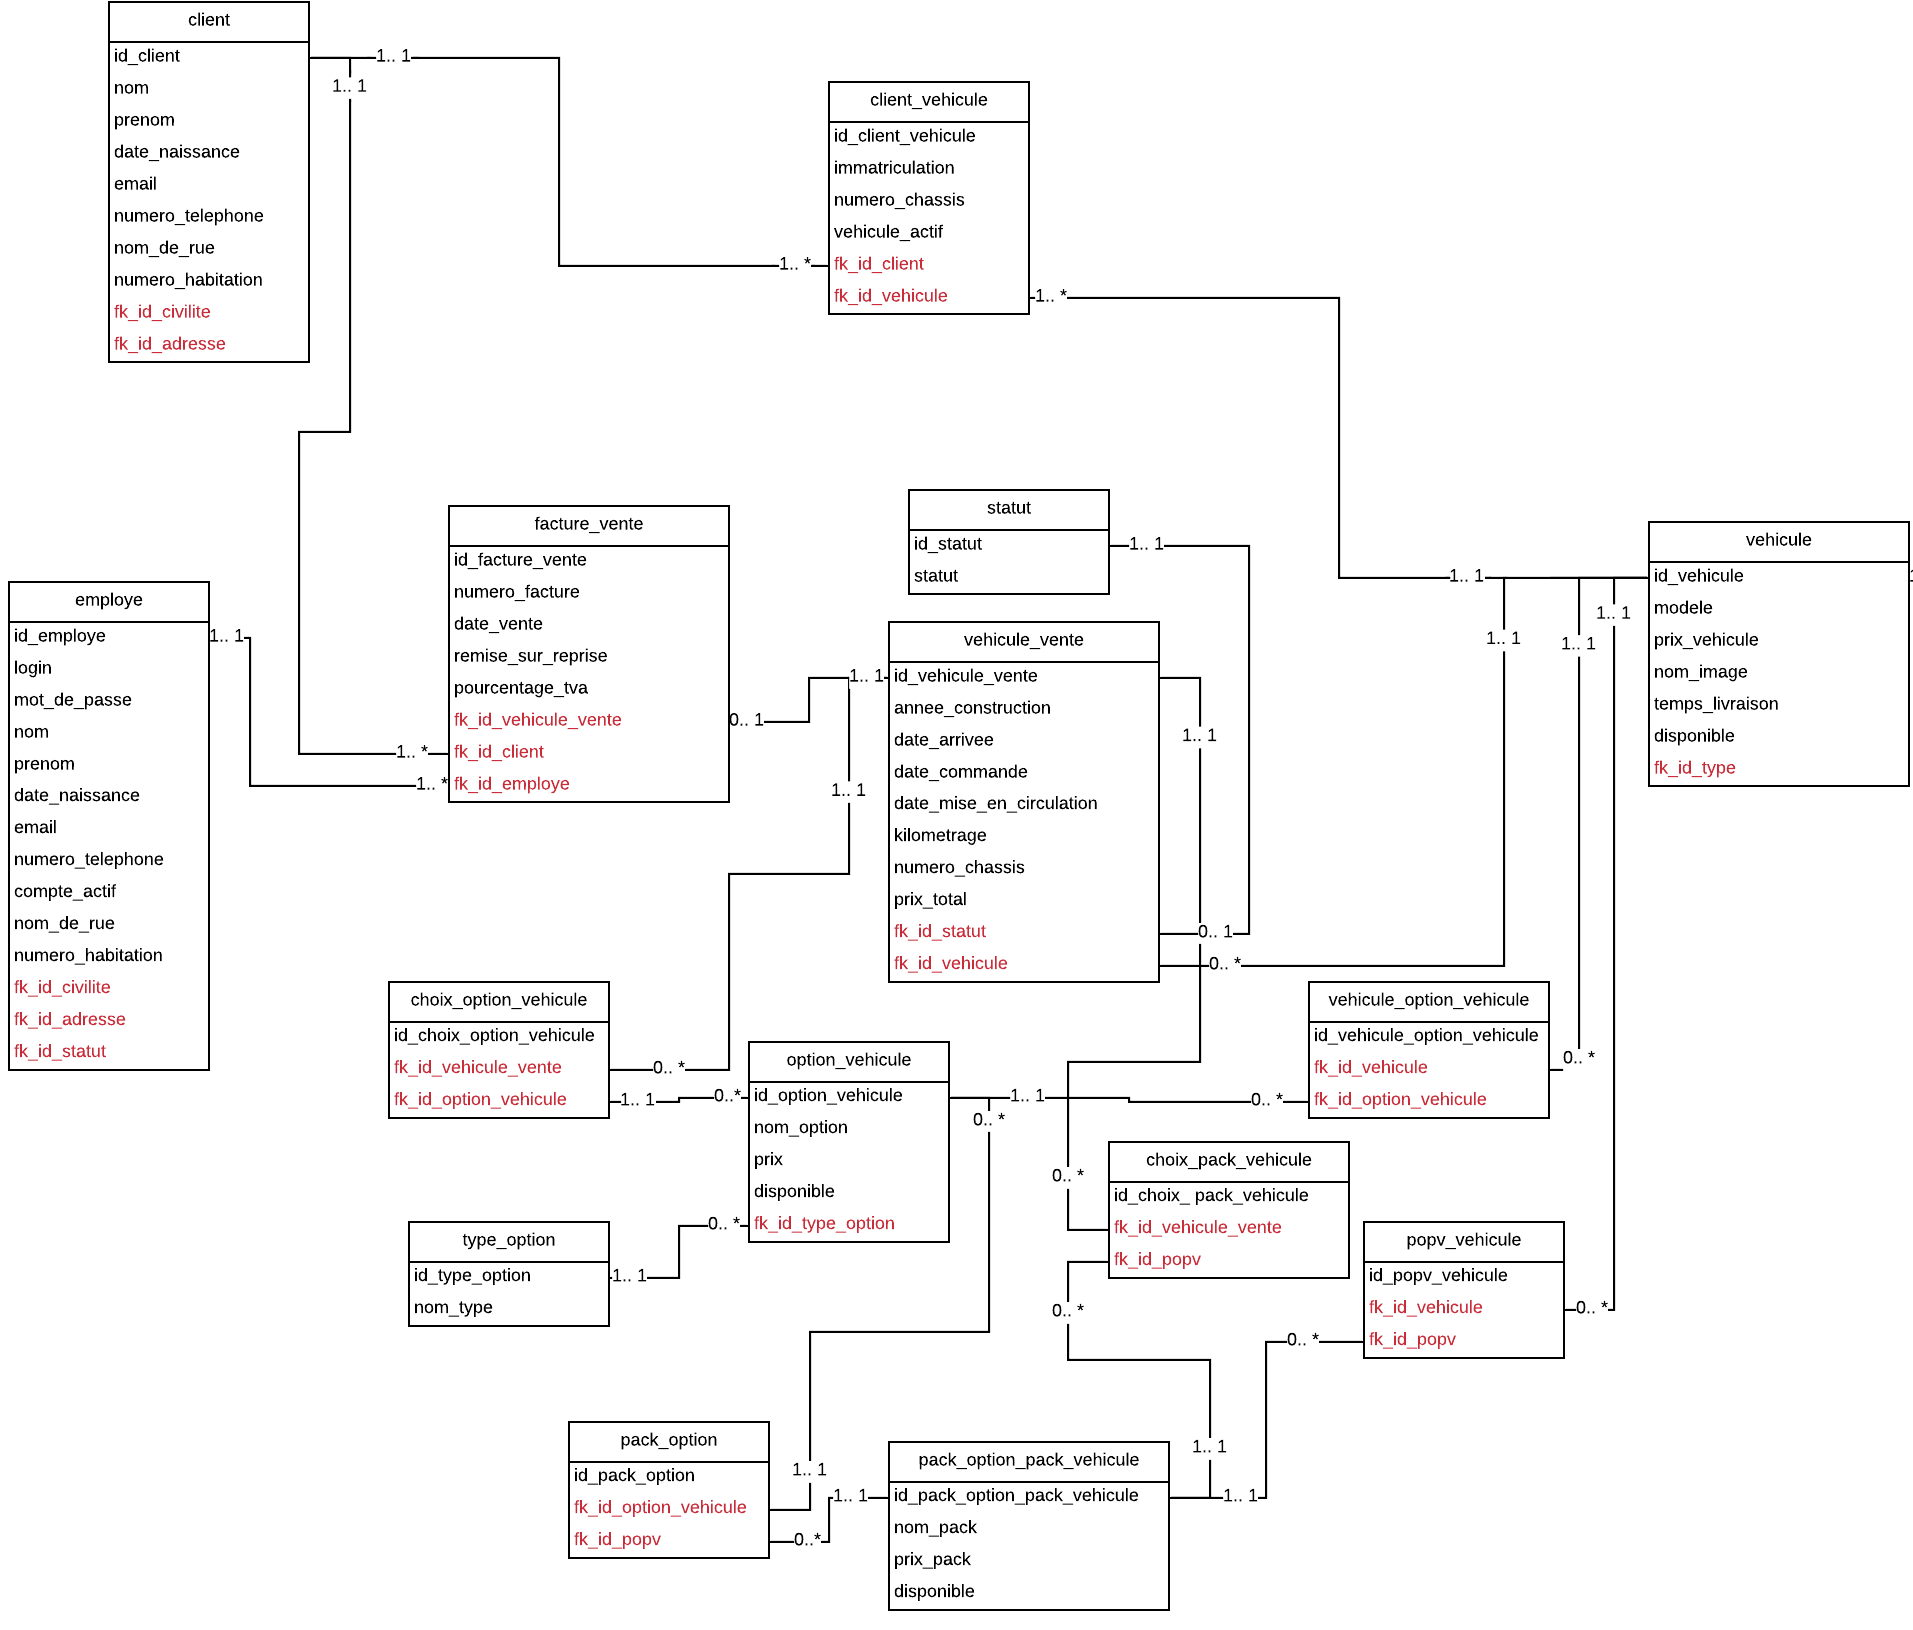 client
id_client
nom
prenom
date_naissance
email
numero_telephone
nom_de_rue
numero_habitation
fk_id_civilite
fk_id_adresse
1.. 1
1.. 1
client_vehicule
id_client_vehicule
immatriculation
numero_chassis
vehicule_actif
fk_id_client
fk_id_vehicule
1.. *
1.. *
employe
id_employe
login
mot_de_passe
nom
prenom
date_naissance
email
numero_telephone
compte_actif
nom_de_rue
numero_habitation
fk_id_civilite
fk_id_adresse
fk_id_statut
1.. 1
facture_vente
id_facture_vente
numero_facture
date_vente
remise_sur_reprise
pourcentage_tva
fk_id_vehicule_vente
fk_id_client
fk_id_employe
1.. *
1.. *
0.. 1
statut
id_statut
statut
1.. 1
vehicule_vente
id_vehicule_vente
annee_construction
date_arrivee
date_commande
date_mise_en_circulation
kilometrage
numero_chassis
prix_total
fk_id_statut
fk_id_vehicule
1.. 1
1.. 1
1.. 1
0.. 1
0.. *
vehicule
id_vehicule
modele
prix_vehicule
nom_image
temps_livraison
disponible
fk_id_type
1.. 1
1.. 1
1.. 1
1.. 1
choix_option_vehicule
id_choix_option_vehicule
fk_id_vehicule_vente
fk_id_option_vehicule
0.. *
1.. 1
option_vehicule
id_option_vehicule
nom_option
prix
disponible
fk_id_type_option
0..*
0.. *
1.. 1
0.. *
vehicule_option_vehicule
id_vehicule_option_vehicule
fk_id_vehicule
fk_id_option_vehicule
0.. *
0.. *
type_option
id_type_option
nom_type
1.. 1
choix_pack_vehicule
id_choix_ pack_vehicule
fk_id_vehicule_vente
fk_id_popv
0.. *
0.. *
popv_vehicule
id_popv_vehicule
fk_id_vehicule
fk_id_popv
0.. *
0.. *
pack_option
id_pack_option
fk_id_option_vehicule
fk_id_popv
1.. 1
0..*
pack_option_pack_vehicule
id_pack_option_pack_vehicule
nom_pack
prix_pack
disponible
1.. 1
1.. 1
1.. 1